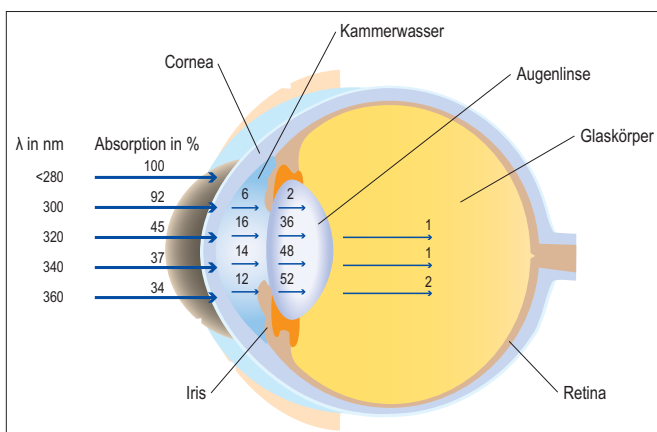 Kammerwasser
Cornea
Augenlinse
Glaskörper
λ in nm Absorption in %
<280 100
300 92 6 2
320 45 16 36 1
340 37 14 48 1
360 34 12 52 2
Iris
Retina